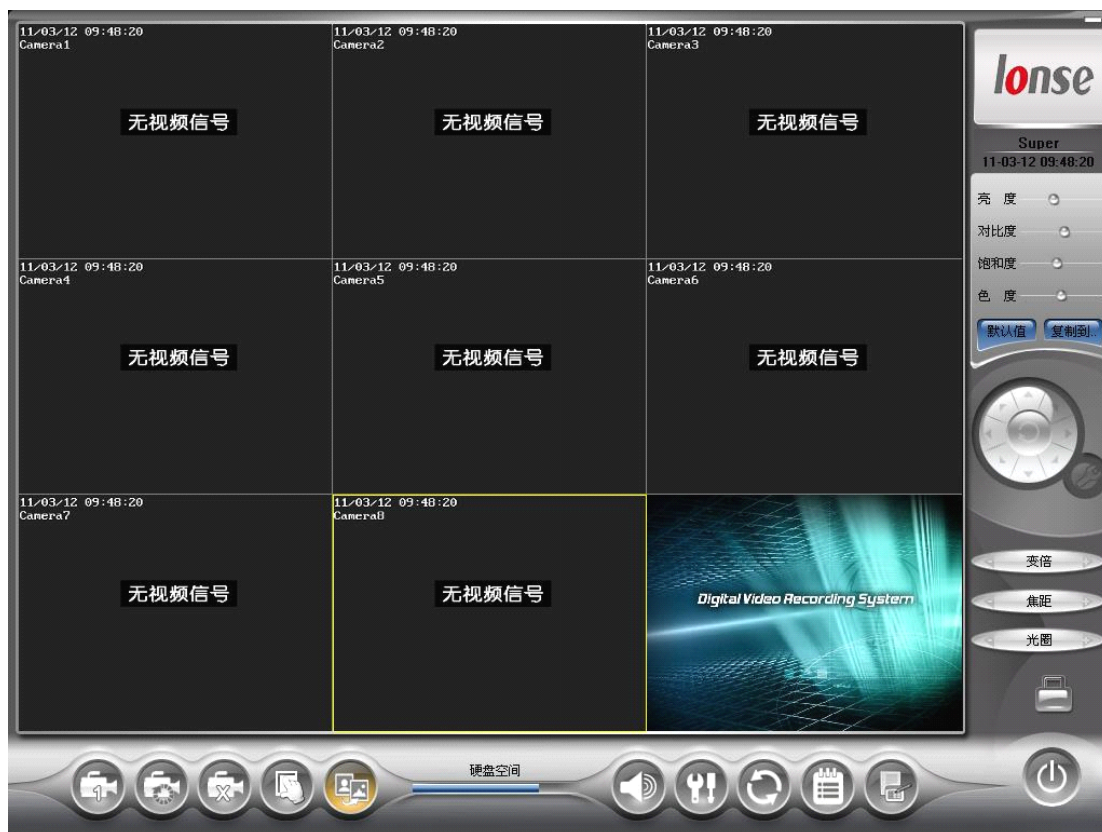 11/03/12 09:48:20
Camera1
无视频信号
11/03/12 09:48:20
Camera2
无视频信号
11/03/12 09:48:20
Camera3
无视频信号
11/03/12 09:48:20
Camera4
无视频信号
11/03/12 09:48:20
Camera5
无视频信号
11/03/12 09:48:20
Camera6
无视频信号
11/03/12 09:48:20
Camera7
无视频信号
11/03/12 09:48:20
Camera8
无视频信号
Digital Video Recording System
lonse
Super
11-03-12 09:48:20
亮 度
对比度
饱和度
色 度
默认值
复制到..
变倍
焦距
光圈
1
X
硬盘空间